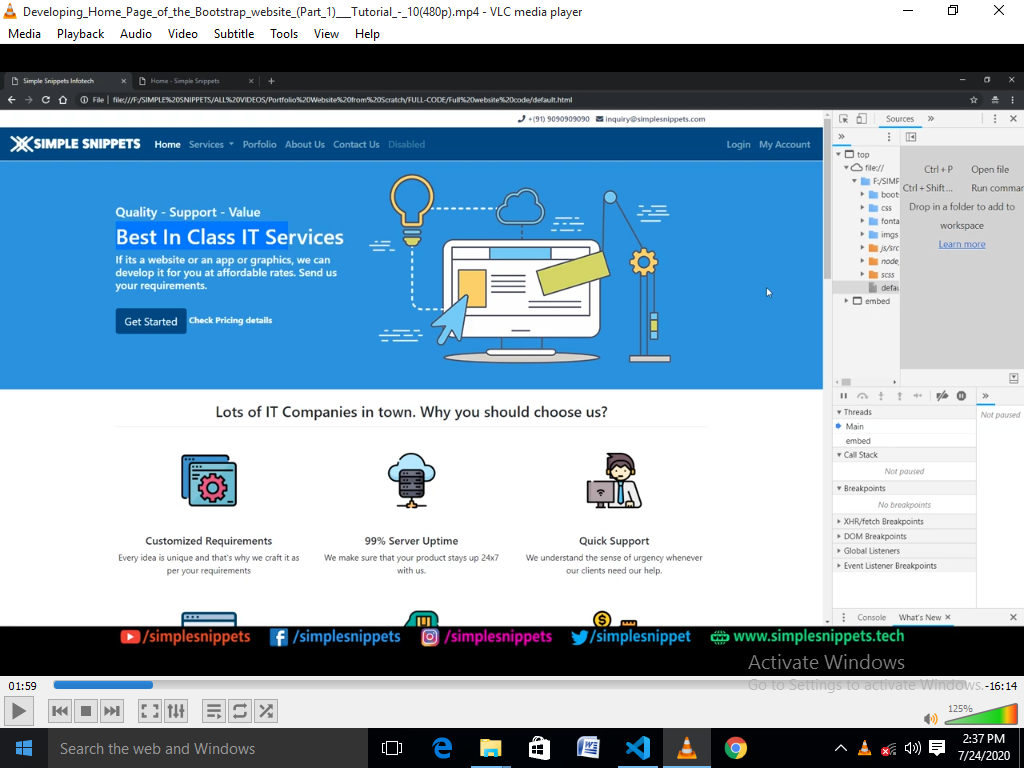 Developing_Home_Page_of_the_Bootstrap_website_(Part_1)___Tutorial_-_10(480p).mp4 - VLC media player
Media Playback Audio Video Subtitle Tools View Help
Simple Snippets Infotech
Home - Simple Snippets
File | file:///F:/SIMPLE%20SNIPPETS/ALL%20VIDEOS/Portfolio%20Website%20from%20Scratch/FULL-CODE/Full%20website%20code/default.html
+(91) 9090909090 inquiry@simplesnippets.com
SIMPLE SNIPPETS Home Services Porfolio About Us Contact Us Disabled Login My Account
Quality - Support - Value
Best In Class IT Services
If its a website or an app or graphics, we can
develop it for you at affordable rates. Send us
your requirements.
Get Started Check Pricing details
Lots of IT Companies in town. Why you should choose us?
Customized Requirements
Every idea is unique and that's why we craft it as
per your requirements
99% Server Uptime
We make sure that your product stays up 24x7
with us.
Quick Support
We understand the sense of urgency whenever
our clients need our help.
Sources
top
file://
F:/SIMP
boots
css
fonta
imgs
js/src
node_
scss
defau
embed
Ctrl + P Open file
Ctrl + Shift... Run commar
Drop in a folder to add to
workspace
Learn more
Threads
Main
embed
Call Stack
Not paused
Breakpoints
No breakpoints
XHR/fetch Breakpoints
DOM Breakpoints
Global Listeners
Event Listener Breakpoints
Not paused
Console What's New
/simplesnippets /simplesnippets /simplesnippets /simplesnippets www.simplesnippets.tech
Activate Windows
Go to Settings to activate Windows.
01:59 -16:14
125%
Search the web and Windows
2:37 PM
7/24/2020